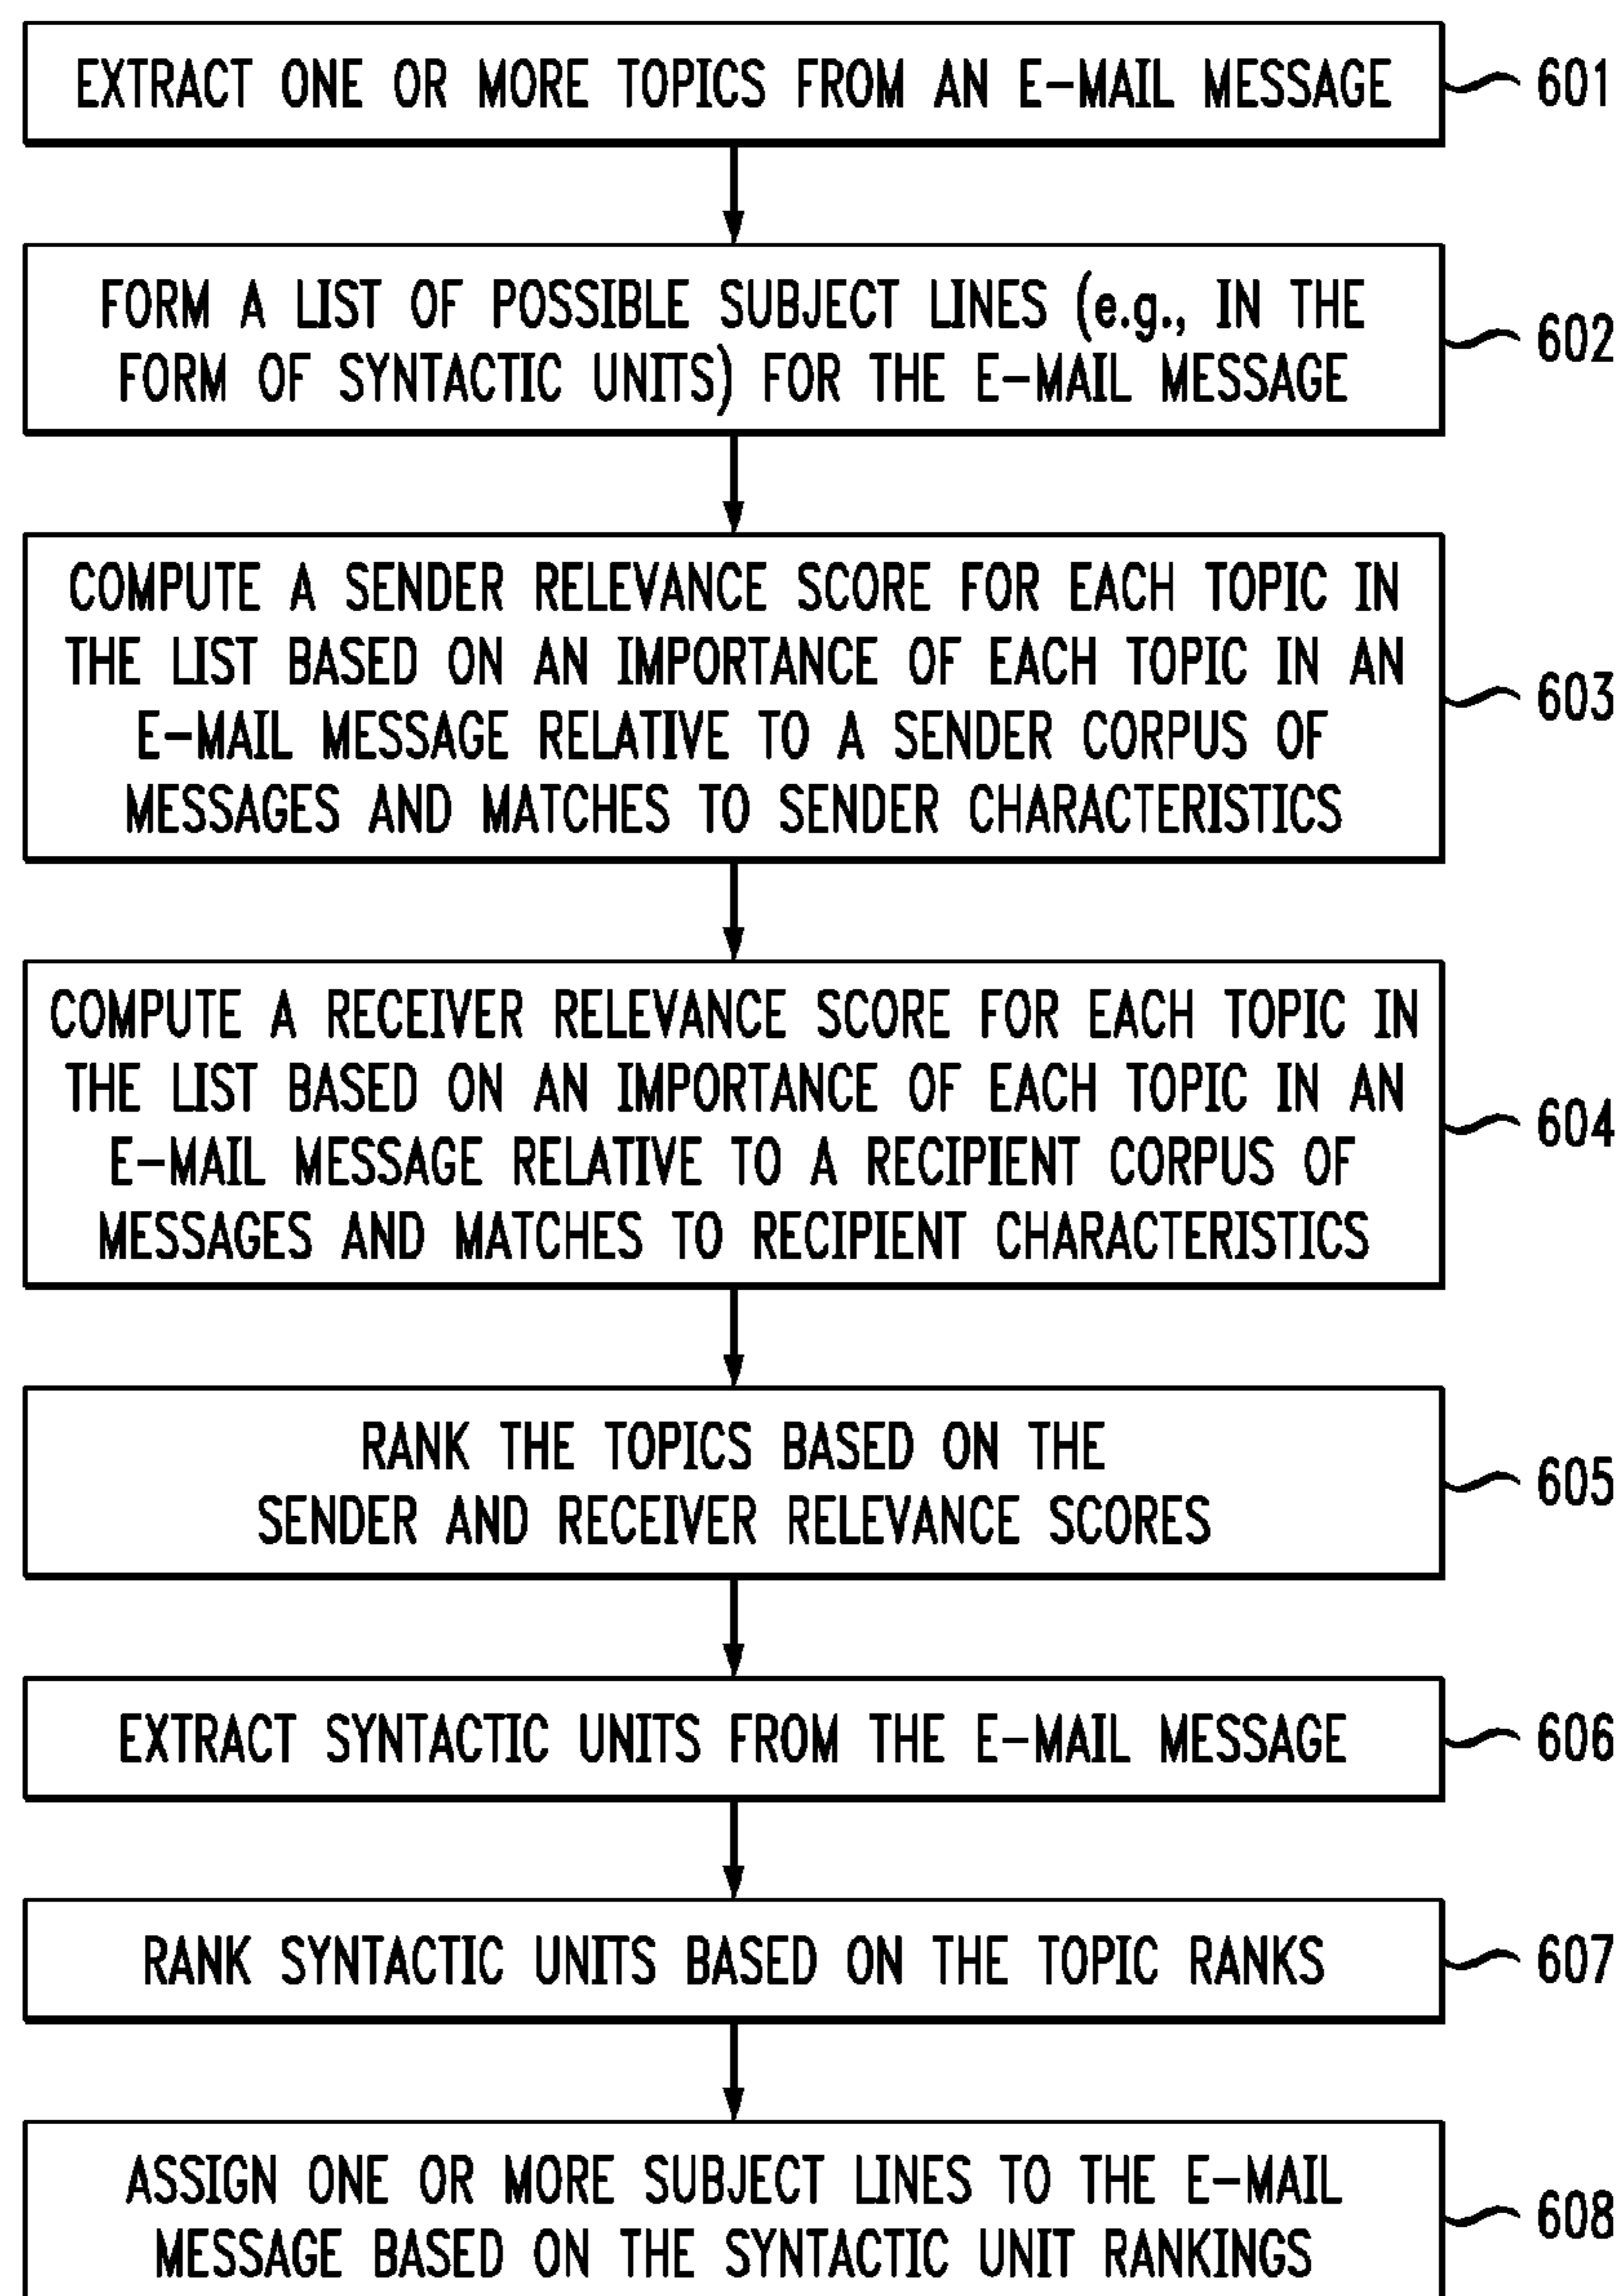 EXTRACT ONE OR MORE TOPICS FROM AN E-MAIL MESSAGE
601
FORM A LIST OF POSSIBLE SUBJECT LINES (e.g., IN THE
FORM OF SYNTACTIC UNITS) FOR THE E-MAIL MESSAGE
602
COMPUTE A SENDER RELEVANCE SCORE FOR EACH TOPIC IN
THE LIST BASED ON AN IMPORTANCE OF EACH TOPIC IN AN
E-MAIL MESSAGE RELATIVE TO A SENDER CORPUS OF
MESSAGES AND MATCHES TO SENDER CHARACTERISTICS
603
COMPUTE A RECEIVER RELEVANCE SCORE FOR EACH TOPIC IN
THE LIST BASED ON AN IMPORTANCE OF EACH TOPIC IN AN
E-MAIL MESSAGE RELATIVE TO A RECIPIENT CORPUS OF
MESSAGES AND MATCHES TO RECIPIENT CHARACTERISTICS
604
RANK THE TOPICS BASED ON THE
SENDER AND RECEIVER RELEVANCE SCORES
605
EXTRACT SYNTACTIC UNITS FROM THE E-MAIL MESSAGE
606
RANK SYNTACTIC UNITS BASED ON THE TOPIC RANKS
607
ASSIGN ONE OR MORE SUBJECT LINES TO THE E-MAIL
MESSAGE BASED ON THE SYNTACTIC UNIT RANKINGS
608